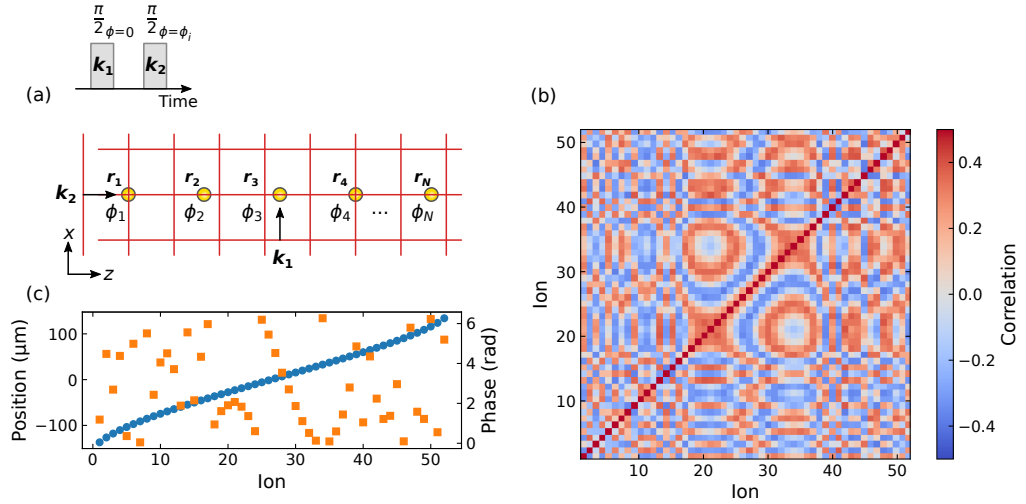 π/2 ϕ=0 π/2 ϕ=ϕi
k1 k2
Time
(a)
r1 r2 r3 r4 rN
k2
ϕ1 ϕ2 ϕ3 ϕ4 ... ϕN
x
z
k1
(c)
100
0
−100
Position (μm)
6
4
2
0
Phase (rad)
0 10 20 30 40 50
Ion
(b)
50
40
30
20
10
Ion
10 20 30 40 50
Ion
0.4
0.2
0.0
−0.2
−0.4
Correlation